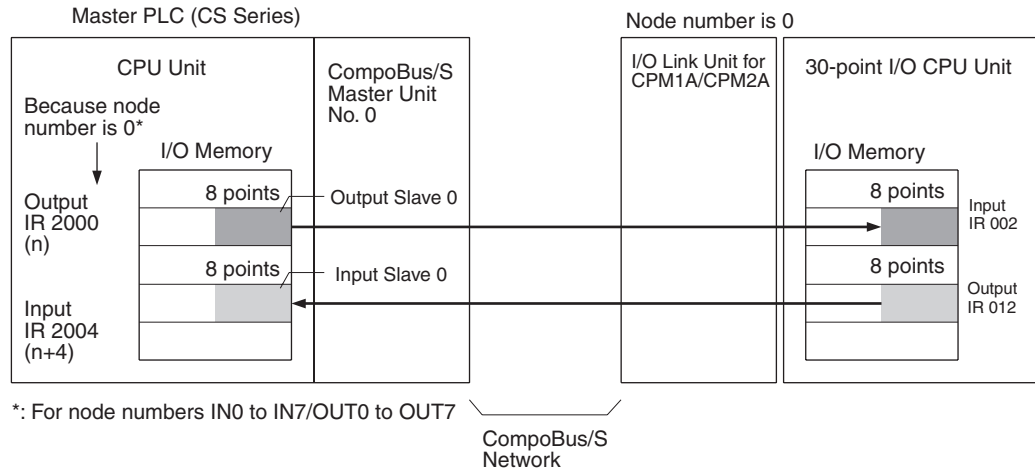 Master PLC (CS Series)
Node number is 0
CPU Unit
CompoBus/S
Master Unit
No. 0
I/O Link Unit for
CPM1A/CPM2A
30-point I/O CPU Unit
Because node
number is 0*
I/O Memory
I/O Memory
8 points
Output Slave 0
8 points
Output
IR 2000
(n)
Input
IR 002
8 points
Input Slave 0
8 points
Input
IR 2004
(n+4)
Output
IR 012
*: For node numbers IN0 to IN7/OUT0 to OUT7
CompoBus/S
Network